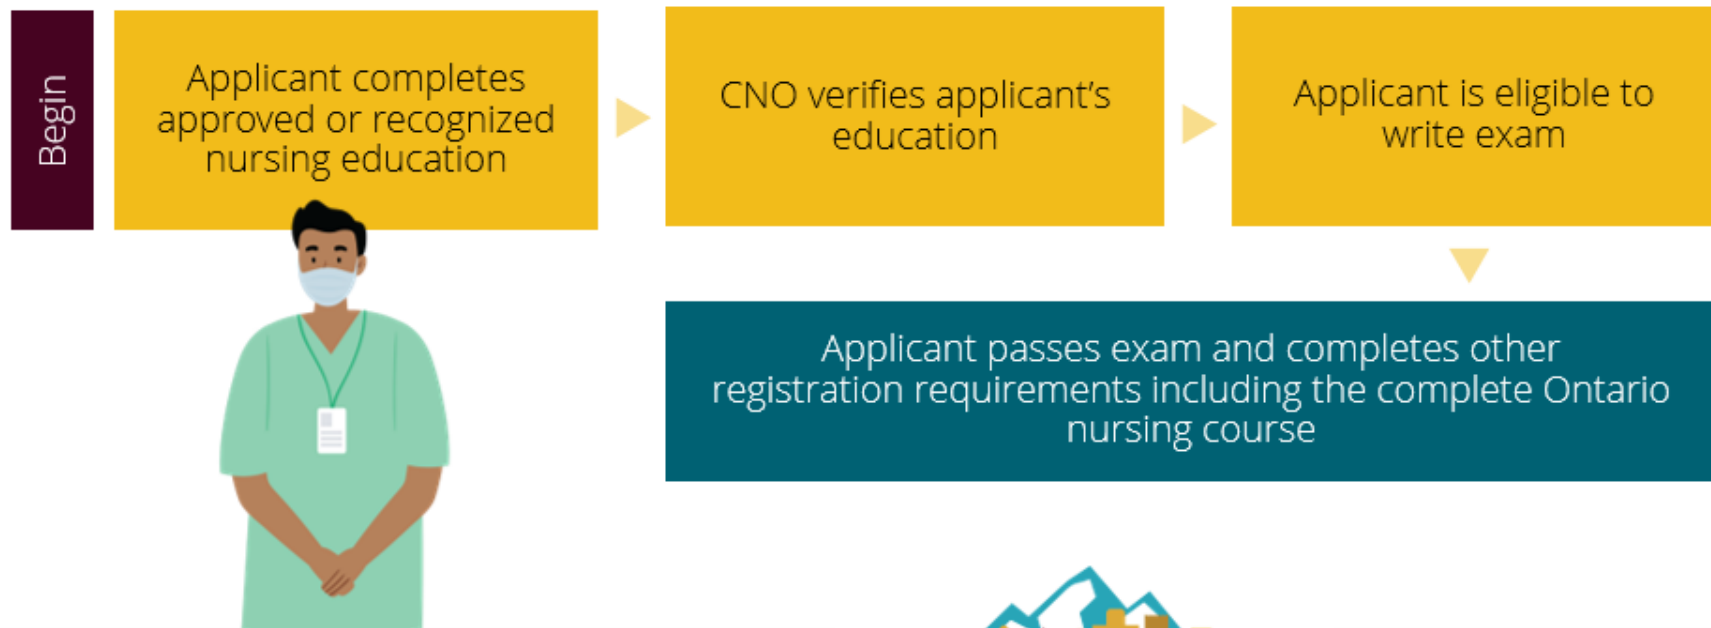 Begin
Applicant completes
approved or recognized
nursing education
CNO verifies applicant's
education
Applicant is eligible to
write exam
Applicant passes exam and completes other
registration requirements including the complete Ontario
nursing course